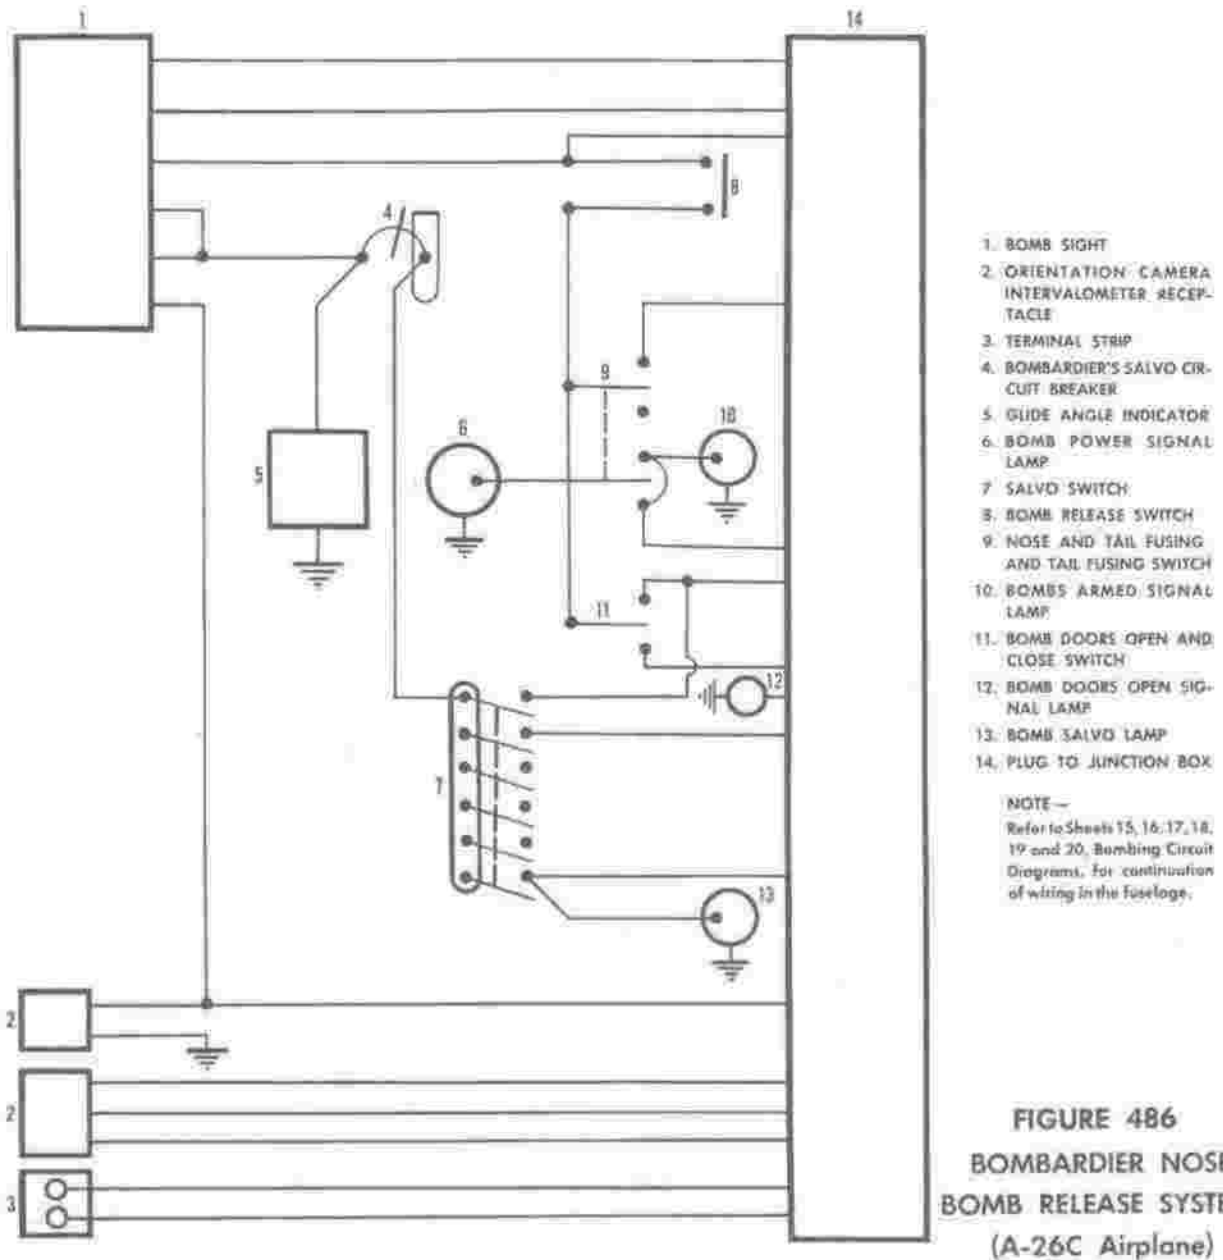 1
14
4
8
9
10
6
5
11
12
7
13
2
2
3
1. BOMB SIGHT
2. ORIENTATION CAMERA
INTERVALOMETER RECEP-
TACLE
3. TERMINAL STRIP
4. BOMBARDIER'S SALVO CIR-
CUIT BREAKER
5. GLIDE ANGLE INDICATOR
6. BOMB POWER SIGNAL
LAMP
7 SALVO SWITCH
8. BOMB RELEASE SWITCH
9. NOSE AND TAIL FUSING
AND TAIL FUSING SWITCH
10. BOMBS ARMED SIGNAL
LAMP
11. BOMB DOORS OPEN AND
CLOSE SWITCH
12. BOMB DOORS OPEN SIG-
NAL LAMP
13. BOMB SALVO LAMP
14. PLUG TO JUNCTION BOX
NOTE —
Refer to Sheets 15, 16, 17, 18,
19 and 20, Bombing Circuit
Diagrams, for continuation
of wiring in the fuselage.
FIGURE 486
BOMBARDIER NOSE
BOMB RELEASE SYSTE
(A-26C Airplane)